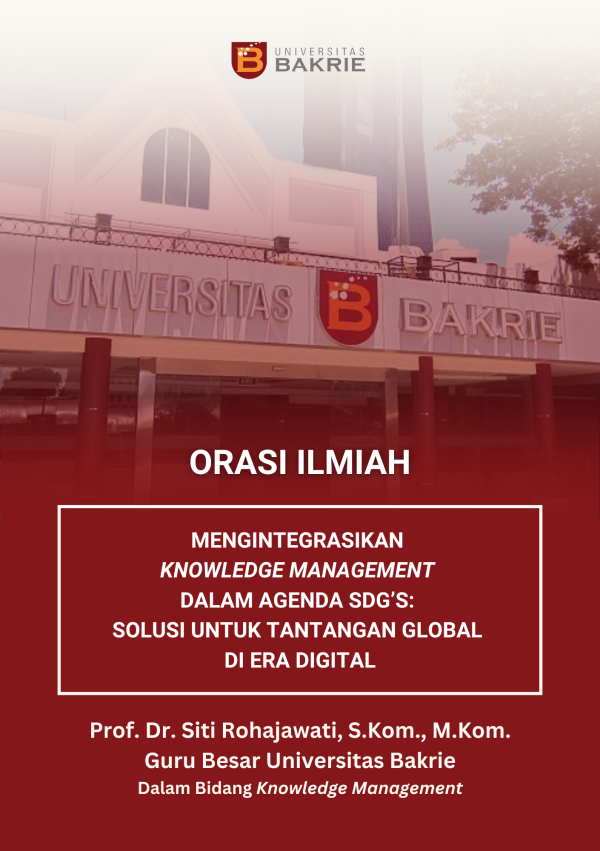 UNIVERSITAS
BAKRIE
UNIVERSITAS B BAKRIE
ORASI ILMIAH
MENGINTEGRASIKAN
KNOWLEDGE MANAGEMENT
DALAM AGENDA SDG'S:
SOLUSI UNTUK TANTANGAN GLOBAL
DI ERA DIGITAL
Prof. Dr. Siti Rohajawati, S.Kom., M.Kom.
Guru Besar Universitas Bakrie
Dalam Bidang Knowledge Management